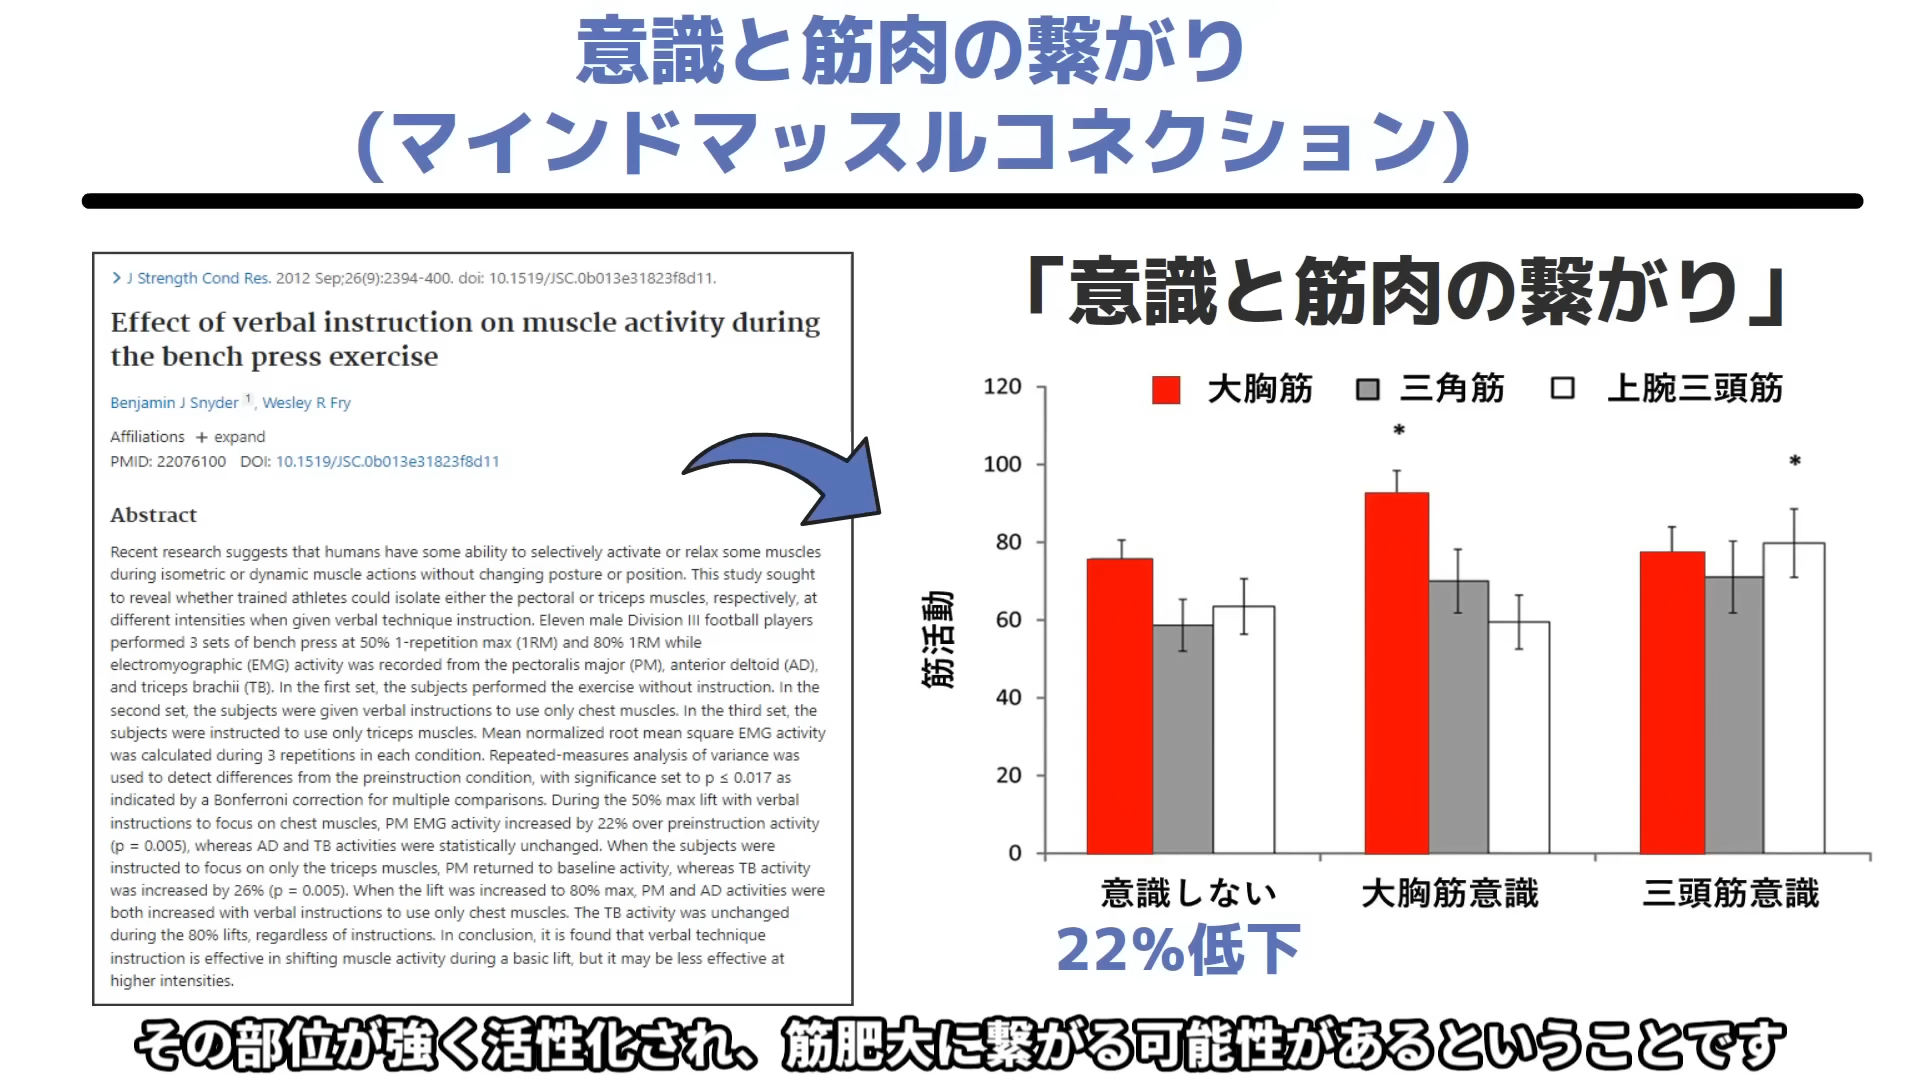 意識と筋肉の繋がり
(マインドマッスルコネクション)
J Strength Cond Res. 2012 Sep;26(9):2394-400. doi: 10.1519/JSC.0b013e31823f8d11.
Effect of verbal instruction on muscle activity during
the bench press exercise
Benjamin J Snyder 1, Wesley R Fry
Affiliations + expand
PMID: 22076100 DOI: 10.1519/JSC.0b013e31823f8d11
Abstract
Recent research suggests that humans have some ability to selectively activate or relax some muscles
during isometric or dynamic muscle actions without changing posture or position. This study sought
to reveal whether trained athletes could isolate either the pectoral or triceps muscles, respectively, at
different intensities when given verbal technique instruction. Eleven male Division III football players
performed 3 sets of bench press at 50% 1-repetition max (1RM) and 80% 1RM while
electromyographic (EMG) activity was recorded from the pectoralis major (PM), anterior deltoid (AD),
and triceps brachii (TB). In the first set, the subjects performed the exercise without instruction. In the
second set, the subjects were given verbal instructions to use only chest muscles. In the third set, the
subjects were instructed to use only triceps muscles. Mean normalized root mean square EMG activity
was calculated during 3 repetitions in each condition. Repeated-measures analysis of variance was
used to detect differences from the preinstruction condition, with significance set to p ≤ 0.017 as
indicated by a Bonferroni correction for multiple comparisons. During the 50% max lift with verbal
instructions to focus on chest muscles, PM EMG activity increased by 22% over preinstruction activity
(p = 0.005), whereas AD and TB activities were statistically unchanged. When the subjects were
instructed to focus on only the triceps muscles, PM returned to baseline activity, whereas TB activity
was increased by 26% (p = 0.005). When the lift was increased to 80% max, PM and AD activities were
both increased with verbal instructions to use only chest muscles. The TB activity was unchanged
during the 80% lifts, regardless of instructions. In conclusion, it is found that verbal technique
instruction is effective in shifting muscle activity during a basic lift, but it may be less effective at
higher intensities.
「意識と筋肉の繋がり」
大胸筋 三角筋 上腕三頭筋
120
100
80
60
40
20
0
筋活動
*
*
意識しない 大胸筋意識 三頭筋意識
22%低下
その部位が強く活性化され、筋肥大に繋がる可能性があるということです